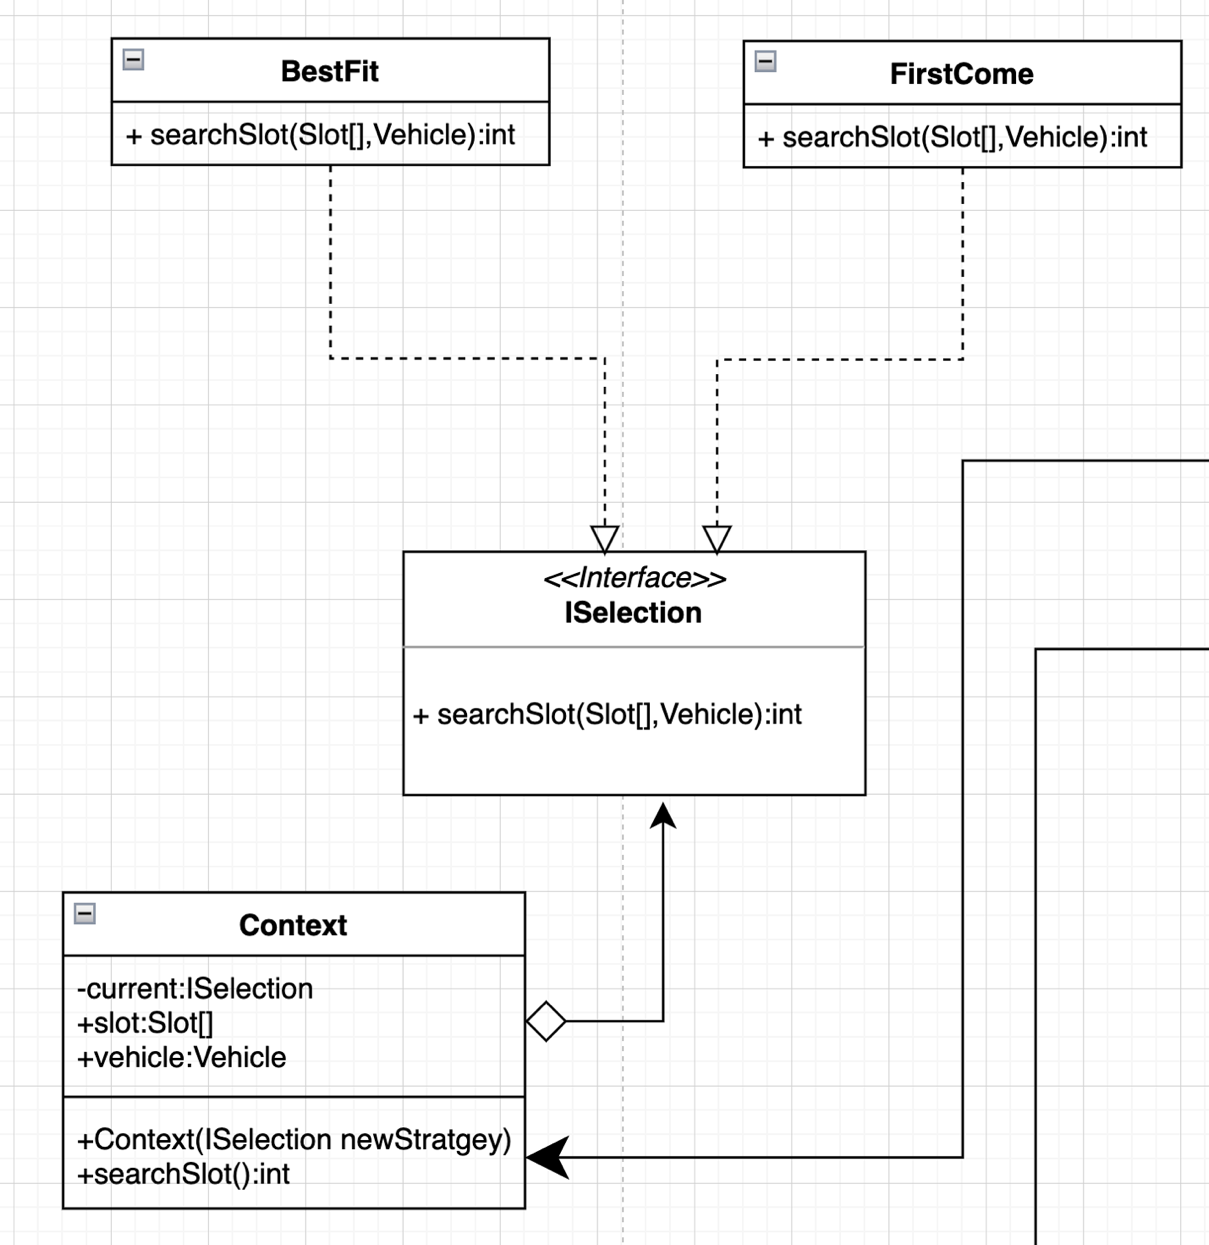 BestFit
+ searchSlot(Slot[],Vehicle):int
FirstCome
+ searchSlot(Slot[],Vehicle):int
<<Interface>>
ISelection
+ searchSlot(Slot[],Vehicle):int
Context
-current:ISelection
+slot:Slot[]
+vehicle:Vehicle
+Context(ISelection newStratgey)
+searchSlot():int